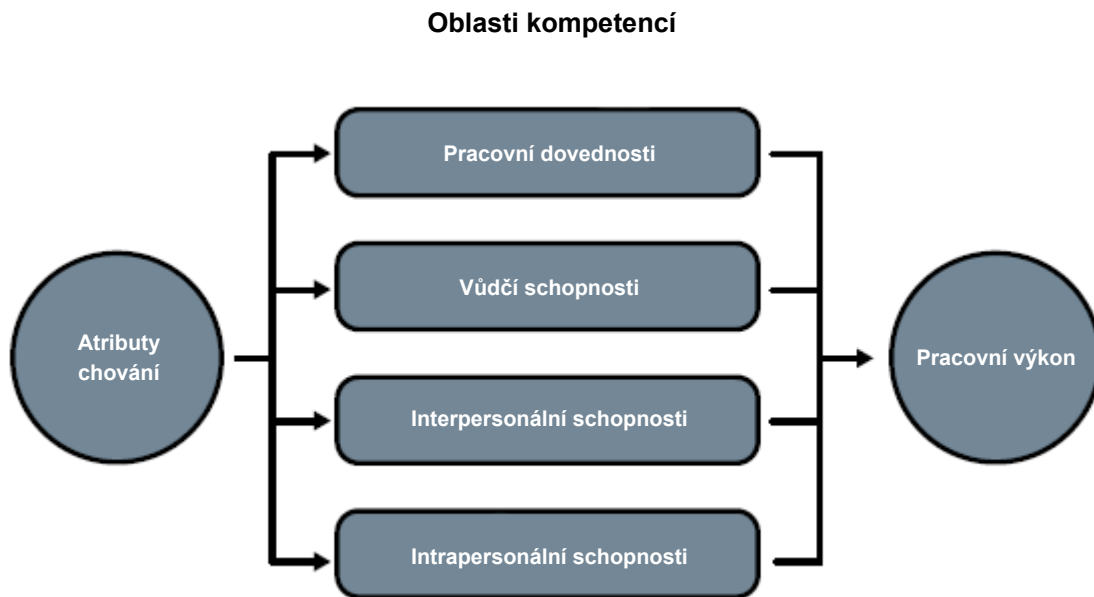 Oblasti kompetencí
Pracovní dovednosti
Vůdčí schopnosti
Atributy
chování
Pracovní výkon
Interpersonální schopnosti
Intrapersonální schopnosti